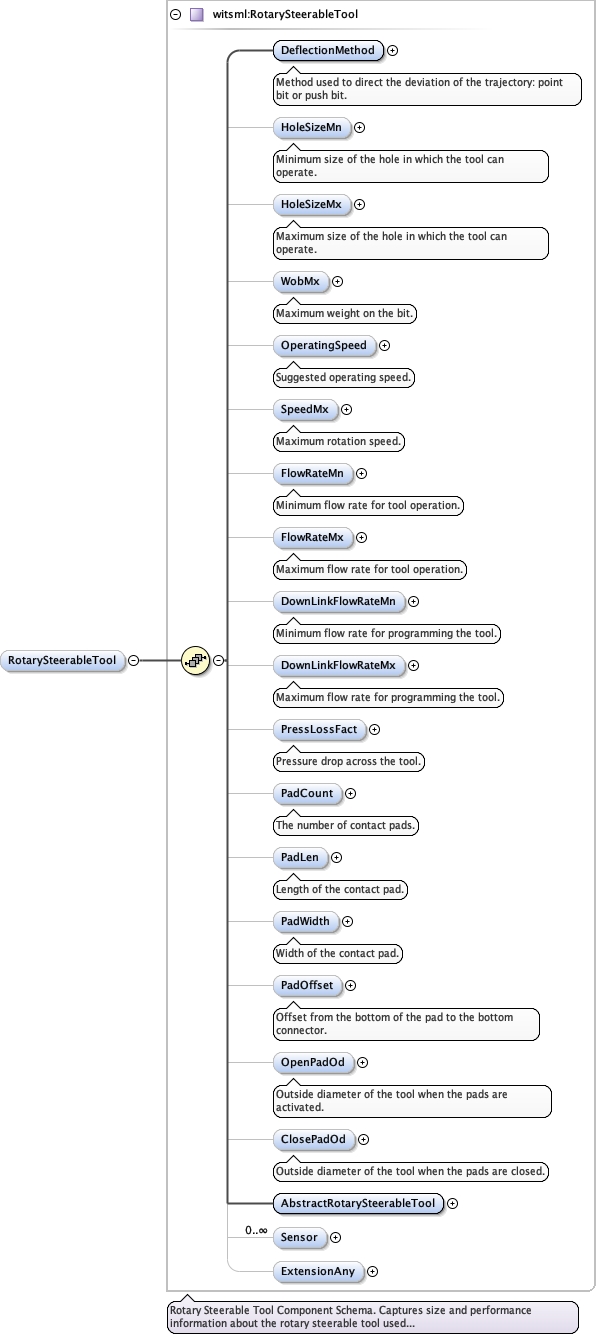 witsml:RotarySteerableTool
DeflectionMethod
Method used to direct the deviation of the trajectory: point
bit or push bit.
HoleSizeMn
Minimum size of the hole in which the tool can
operate.
HoleSizeMx
Maximum size of the hole in which the tool can
operate.
WobMx
Maximum weight on the bit.
OperatingSpeed
Suggested operating speed.
SpeedMx
Maximum rotation speed.
FlowRateMn
Minimum flow rate for tool operation.
FlowRateMx
Maximum flow rate for tool operation.
DownLinkFlowRateMn
Minimum flow rate for programming the tool.
RotarySteerableTool
DownLinkFlowRateMx
Maximum flow rate for programming the tool.
PressLossFact
Pressure drop across the tool.
PadCount
The number of contact pads.
PadLen
Length of the contact pad.
PadWidth
Width of the contact pad.
PadOffset
Offset from the bottom of the pad to the bottom
connector.
OpenPadOd
Outside diameter of the tool when the pads are
activated.
ClosePadOd
Outside diameter of the tool when the pads are closed.
AbstractRotarySteerableTool
0..∞
Sensor
ExtensionAny
Rotary Steerable Tool Component Schema. Captures size and performance
information about the rotary steerable tool used...